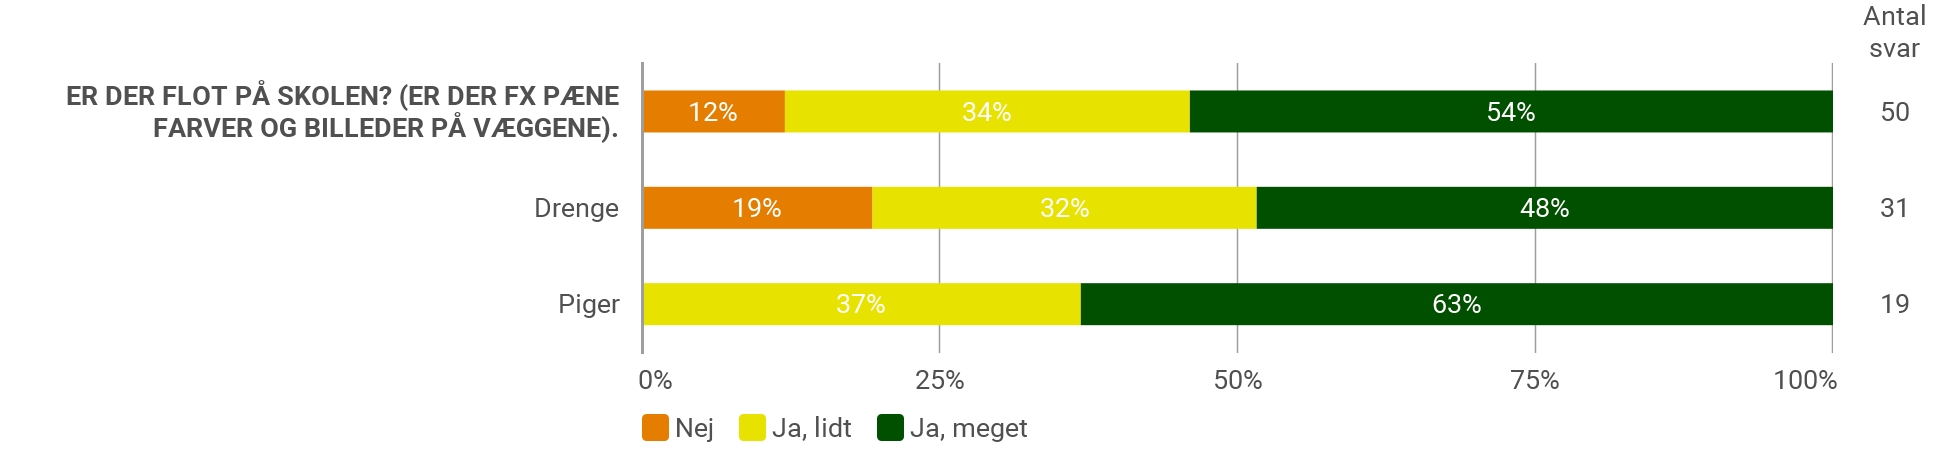 Antal
svar
ER DER FLOT PÅ SKOLEN? (ER DER FX PÆNE
FARVER OG BILLEDER PÅ VÆGGENE).
12% 34% 54% 50
Drenge 19% 32% 48% 31
Piger 37% 63% 19
0% 25% 50% 75% 100%
Nej Ja, lidt Ja, meget